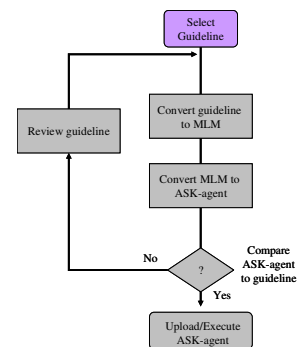 Select
Guideline
Review guideline
Convert guideline
to MLM
Convert MLM to
ASK-agent
No
?
Compare
ASK-agent
to guideline
Yes
Upload/Execute
ASK-agent